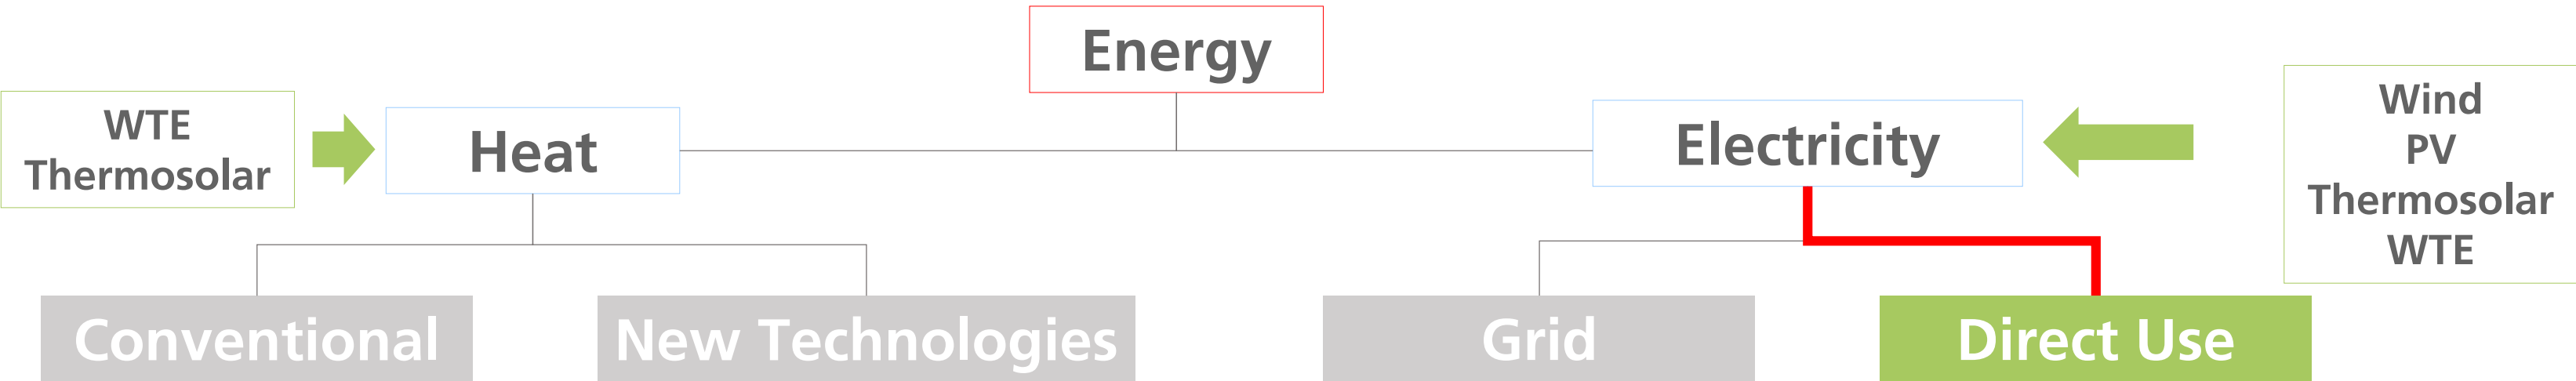 Energy
WTE
Thermosolar
Heat
Electricity
Wind
PV
Thermosolar
WTE
Conventional
New Technologies
Grid
Direct Use